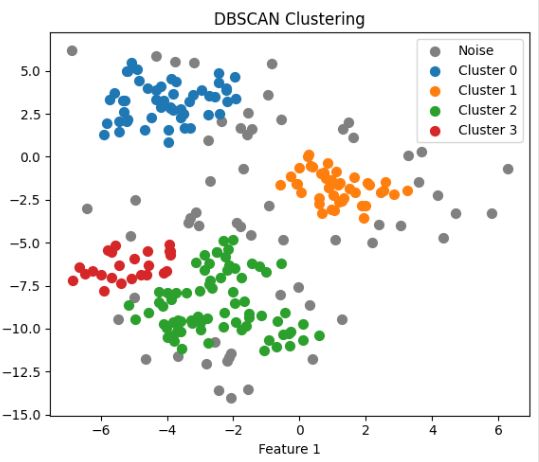 DBSCAN Clustering
Noise
Cluster 0
Cluster 1
Cluster 2
Cluster 3
5.0
2.5
0.0
−2.5
−5.0
−7.5
−10.0
−12.5
−15.0
−6 −4 −2 0 2 4 6
Feature 1